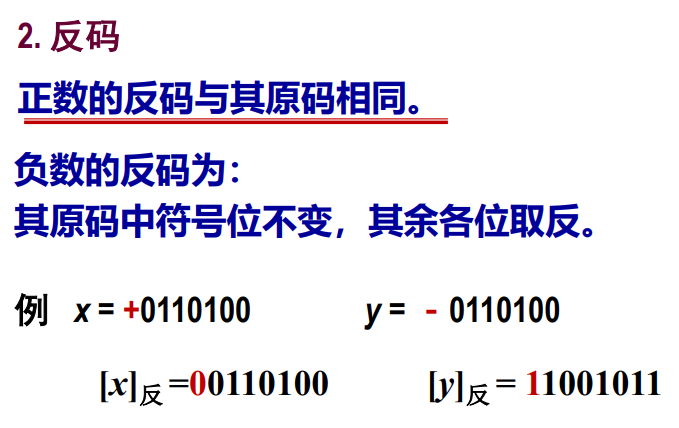 2. 反码
正数的反码与其原码相同。
负数的反码为：
其原码中符号位不变，其余各位取反。
例 x = +0110100 y = - 0110100
[x]反 =00110100 [y]反 = 11001011